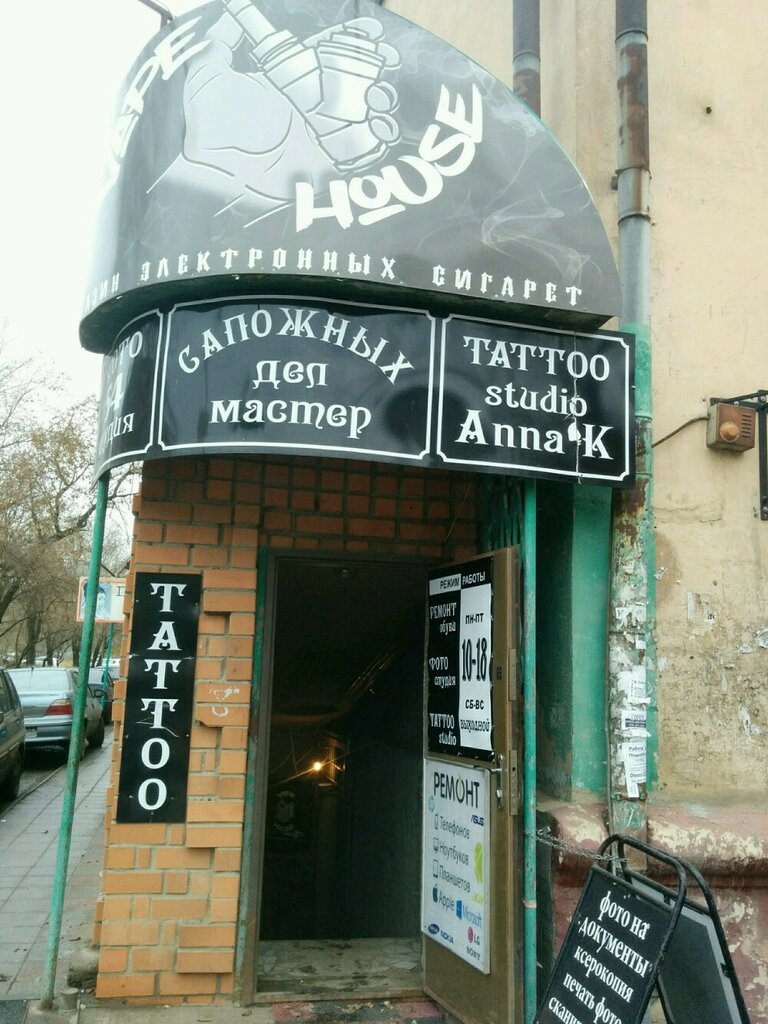 HOUSE
ЭЛЕКТРОННЫХ СИГАРЕТ
САПОЖНЫХ
дел
мастер
TATTOO
studio
Anna K
TATTOO
РЕЖИМ РАБОТЫ
РЕМОНТ
обуви
ФОТО
студия
TATTOO
studio
ПН-ПТ
10-18
СБ-ВС
ВЫХОДНОЙ
РЕМОНТ
ASUS
Телефонов
Ноутбуков
Планшетов
Apple
Microsoft
NOKIA
LG
SONY
фото на
документы
ксерокопия
печать фото